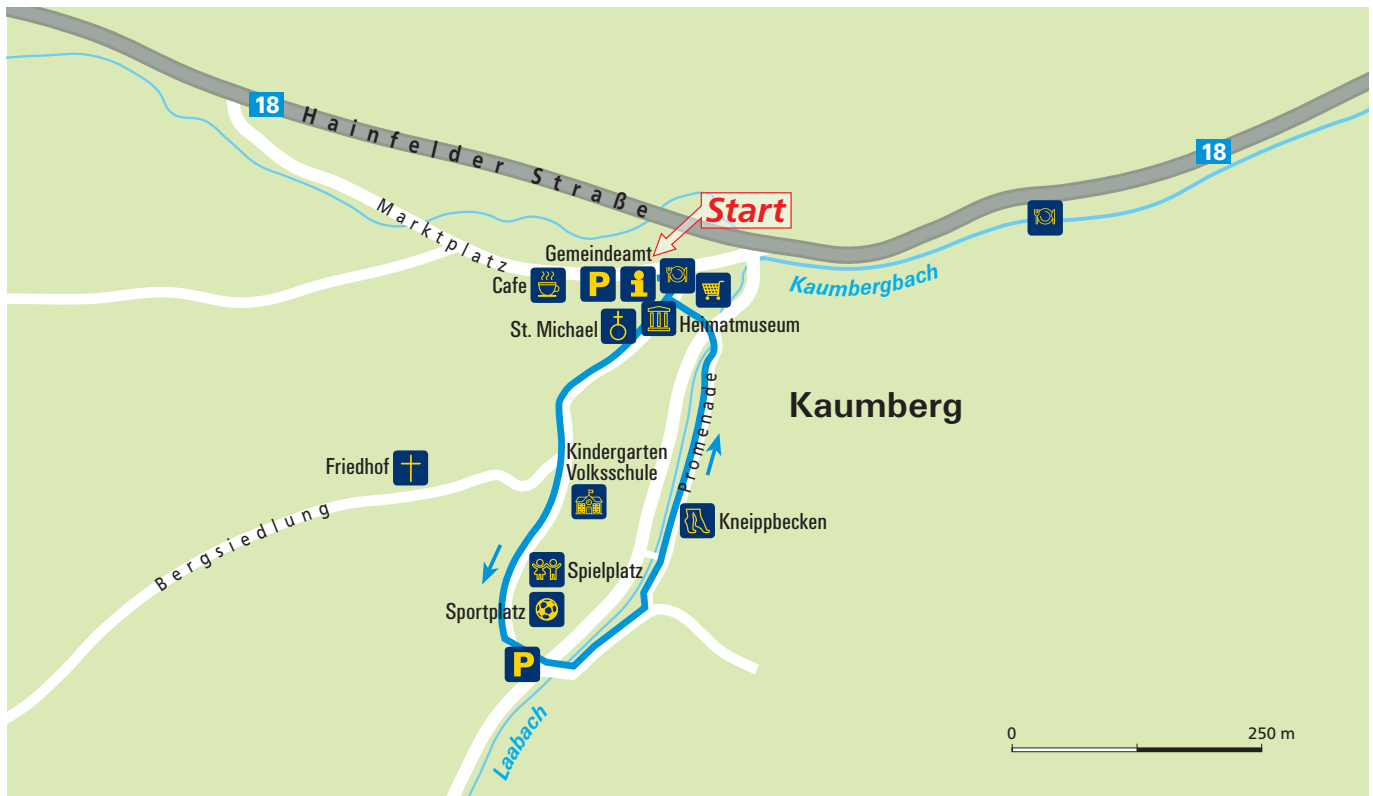 18
Hainfelder Straße
18
Start
Marktplatz
Gemeindeamt
Cafe
P
i
Kaumbergbach
St. Michael
Heimatmuseum
Promenade
Kaumberg
Kindergarten
Volksschule
Friedhof
Bergsiedlung
Kneippbecken
Spielplatz
Sportplatz
P
Laabach
0
250 m